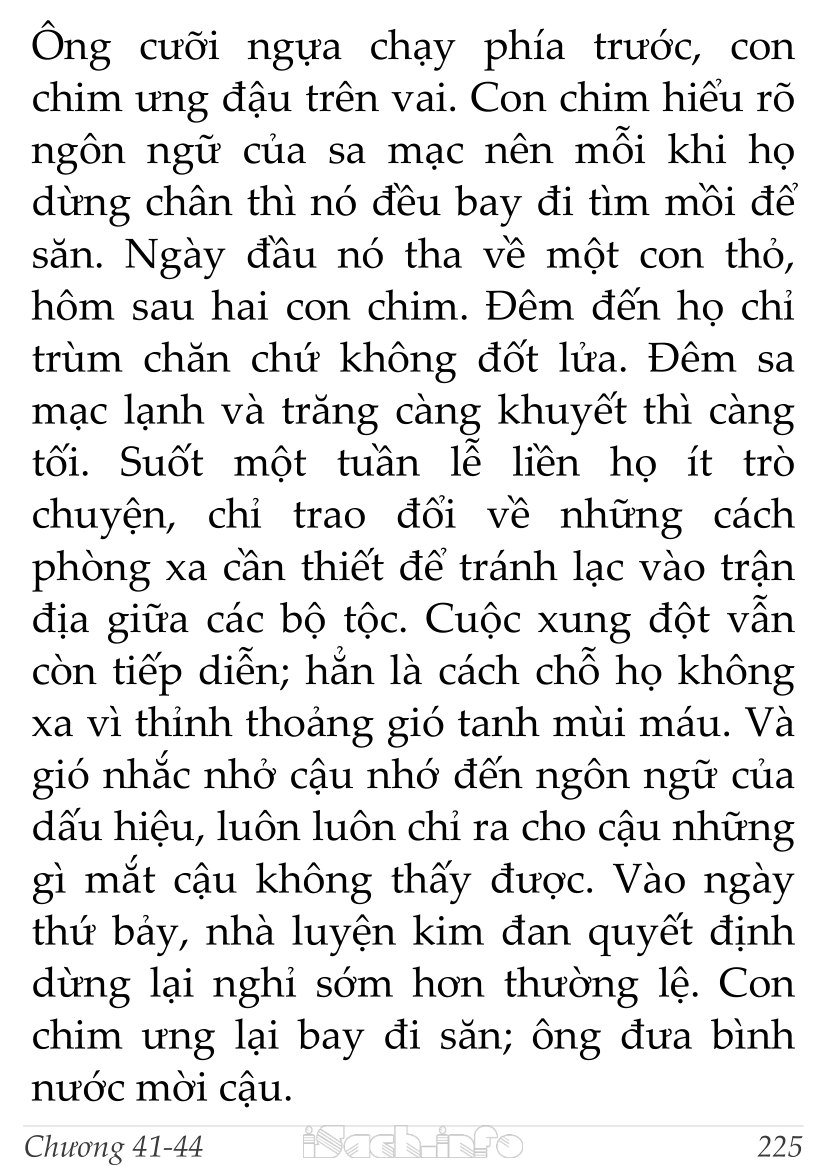 Ông cưỡi ngựa chạy phía trước, con
chim ưng đậu trên vai. Con chim hiểu rõ
ngôn ngữ của sa mạc nên mỗi khi họ
dừng chân thì nó đều bay đi tìm mồi để
săn. Ngày đầu nó tha về một con thỏ,
hôm sau hai con chim. Đêm đến họ chỉ
trùm chăn chứ không đốt lửa. Đêm sa
mạc lạnh và trăng càng khuyết thì càng
tối. Suốt một tuần lễ liền họ ít trò
chuyện, chỉ trao đổi về những cách
phòng xa cần thiết để tránh lạc vào trận
địa giữa các bộ tộc. Cuộc xung đột vẫn
còn tiếp diễn; hẳn là cách chỗ họ không
xa vì thỉnh thoảng gió tanh mùi máu. Và
gió nhắc nhở cậu nhớ đến ngôn ngữ của
dấu hiệu, luôn luôn chỉ ra cho cậu những
gì mắt cậu không thấy được. Vào ngày
thứ bảy, nhà luyện kim đan quyết định
dừng lại nghỉ sớm hơn thường lệ. Con
chim ưng lại bay đi săn; ông đưa bình
nước mời cậu.
Chương 41-44 iSach.info 225